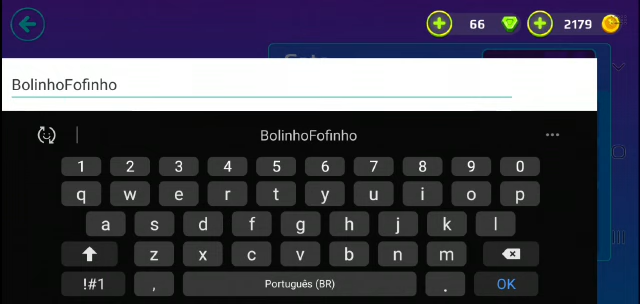 66 2179
BolinhoFofinho
BolinhoFofinho ...
1 2 3 4 5 6 7 8 9 0
q w e r t y u i o p
a s d f g h j k l
z x c v b n m
!#1 , Português (BR) . OK